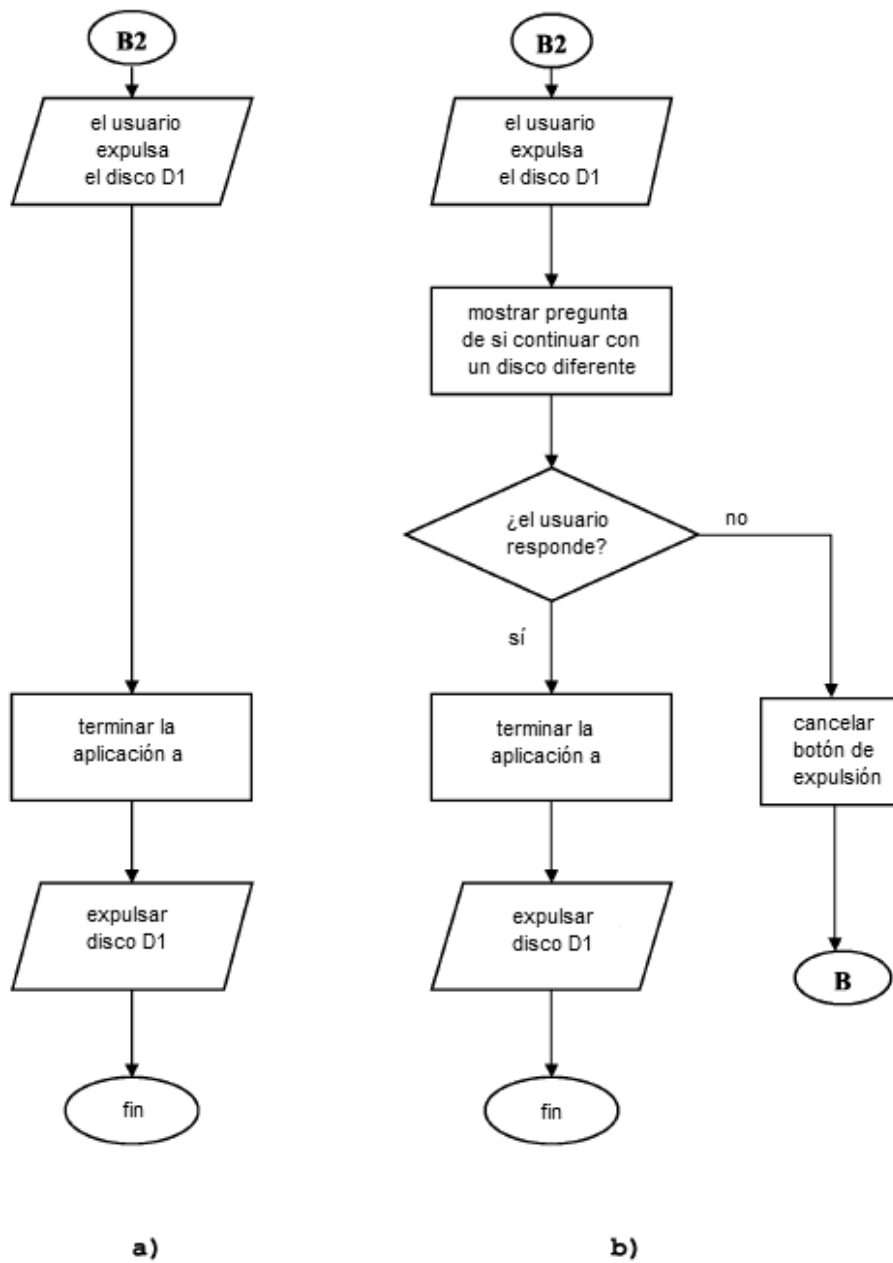 B2
el usuario
expulsa
el disco D1
terminar la
aplicación a
expulsar
disco D1
fin
a)
B2
el usuario
expulsa
el disco D1
mostrar pregunta
de si continuar con
un disco diferente
¿el usuario
responde?
no
sí
terminar la
aplicación a
cancelar
botón de
expulsión
expulsar
disco D1
B
fin
b)